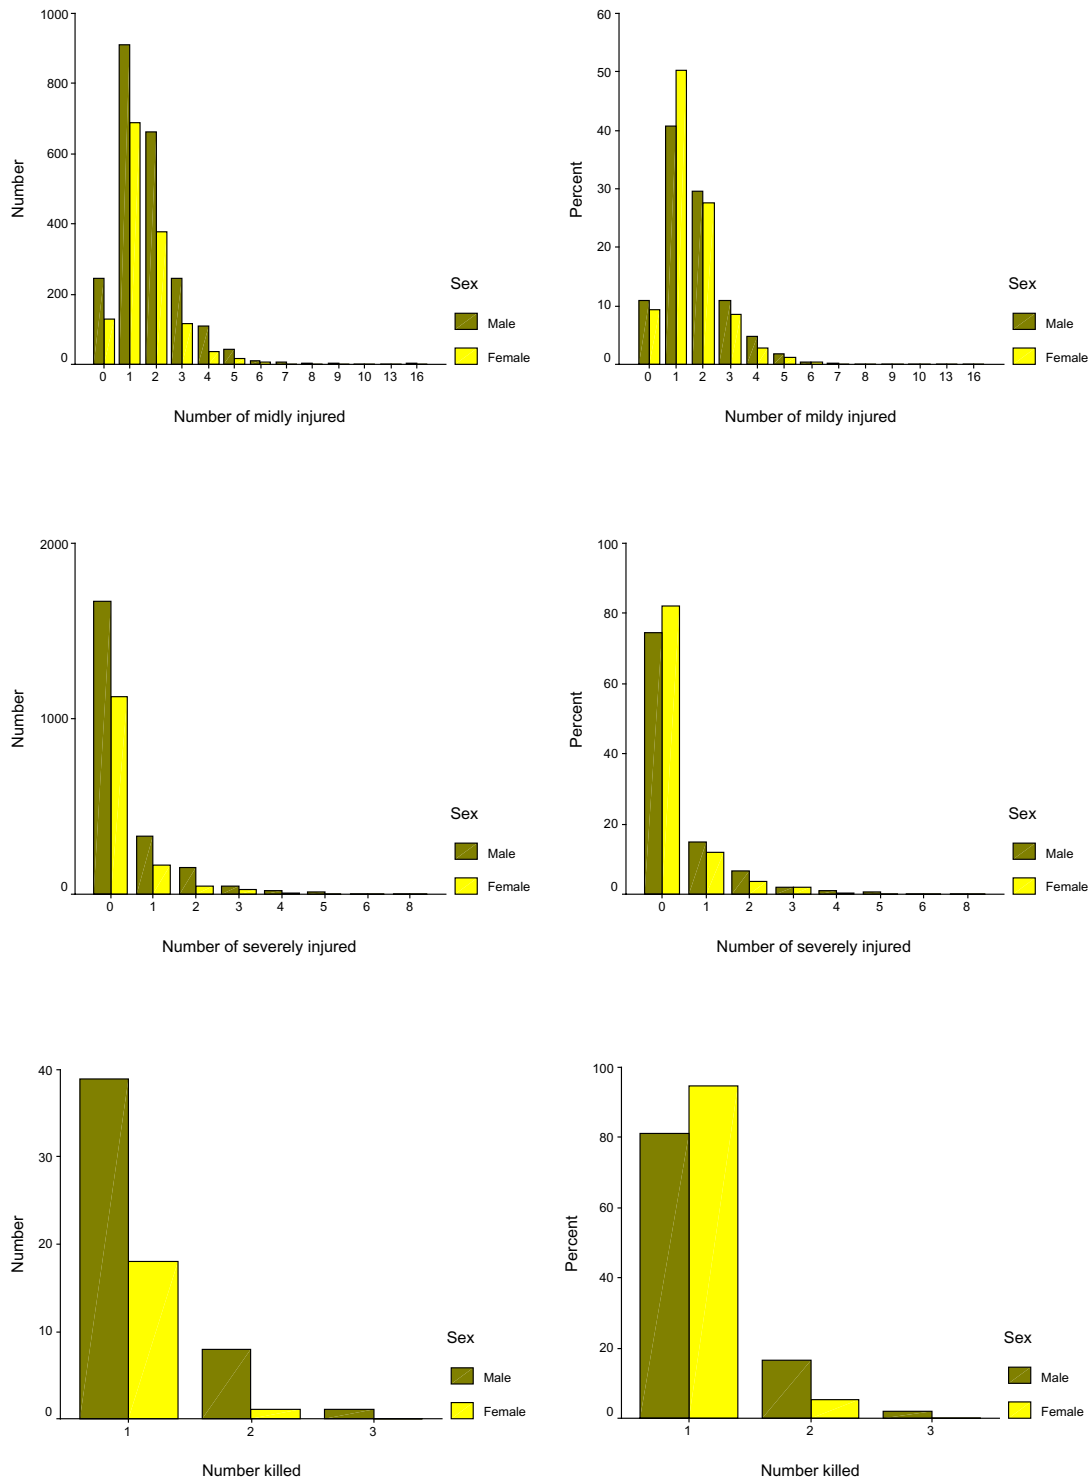 1000
800
600
400
200
0
Number
0 1 2 3 4 5 6 7 8 9 10 13 16
Number of midly injured
Sex
Male
Female
60
50
40
30
20
10
0
Percent
0 1 2 3 4 5 6 7 8 9 10 13 16
Number of mildy injured
Sex
Male
Female
2000
1000
0
Number
0 1 2 3 4 5 6 8
Number of severely injured
Sex
Male
Female
100
80
60
40
20
0
Percent
0 1 2 3 4 5 6 8
Number of severely injured
Sex
Male
Female
40
30
20
10
0
Number
1 2 3
Number killed
Sex
Male
Female
100
80
60
40
20
0
Percent
1 2 3
Number killed
Sex
Male
Female